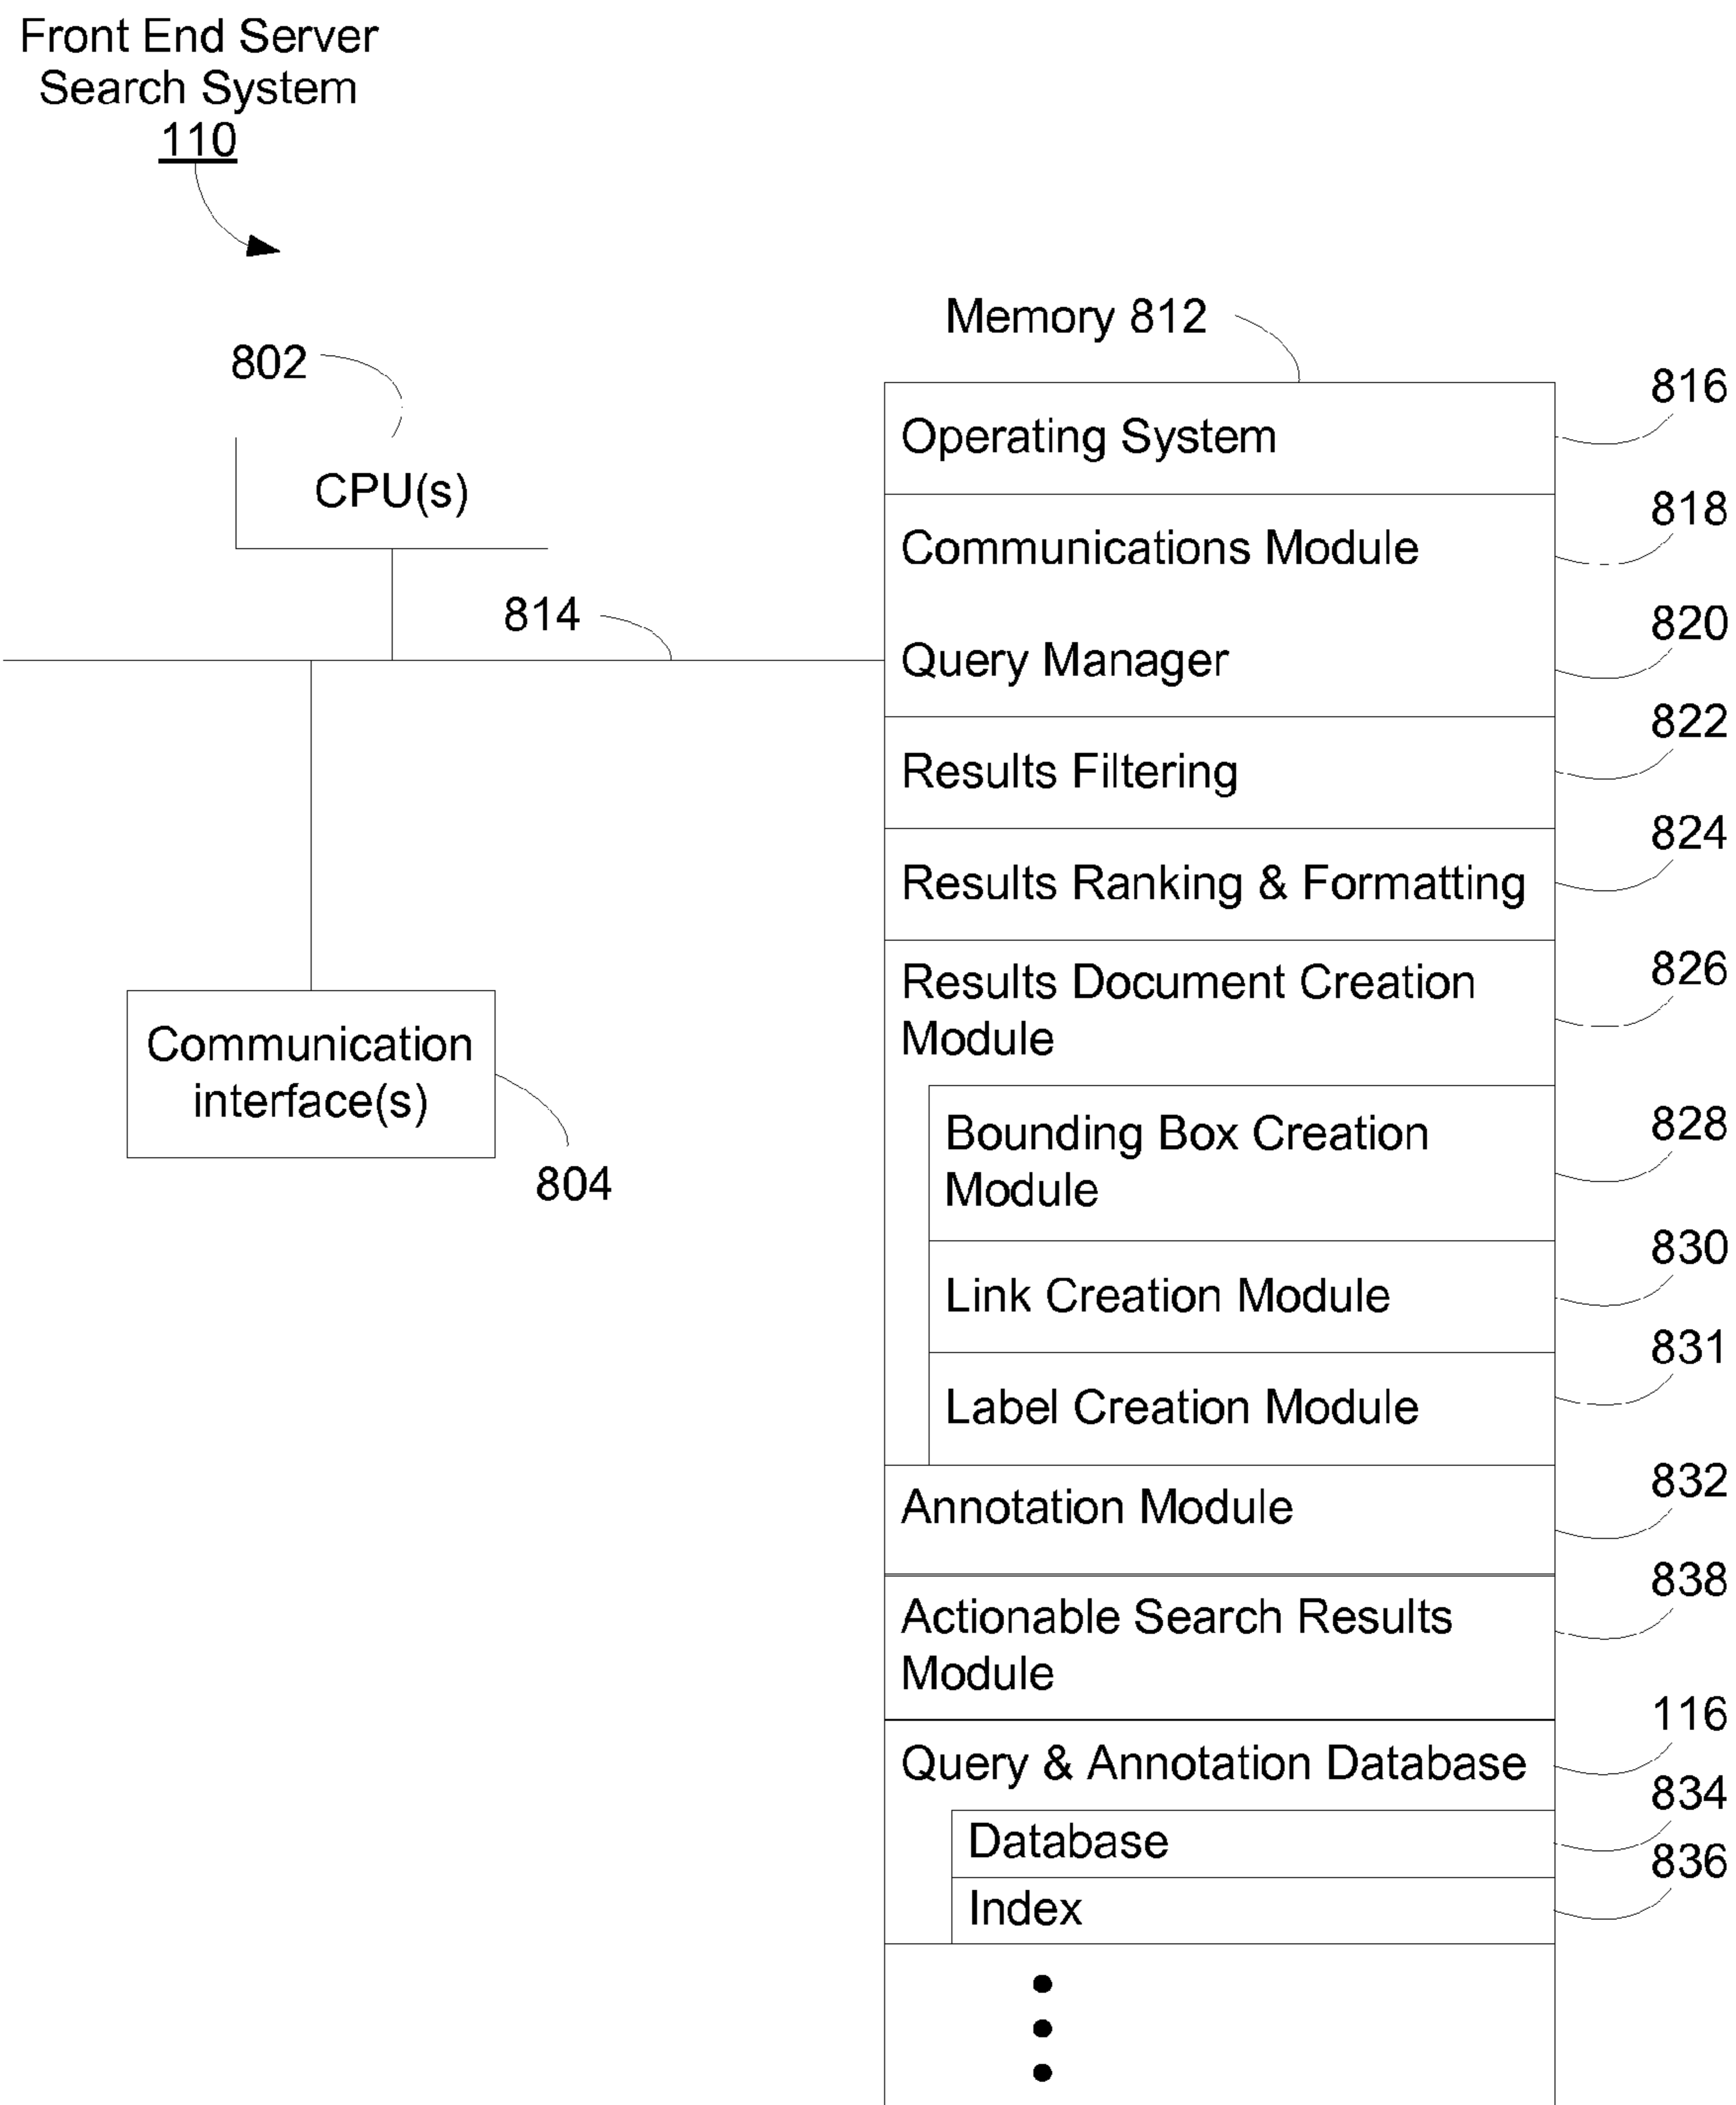 Front End Server
Search System
110
Memory 812
802
816
Operating System
CPU(s)
818
Communications Module
814
820
Query Manager
822
Results Filtering
824
Results Ranking & Formatting
826
Results Document Creation
Module
Communication
interface(s)
804
828
Bounding Box Creation
Module
830
Link Creation Module
831
Label Creation Module
832
Annotation Module
838
Actionable Search Results
Module
116
Query & Annotation Database
834
Database
836
Index